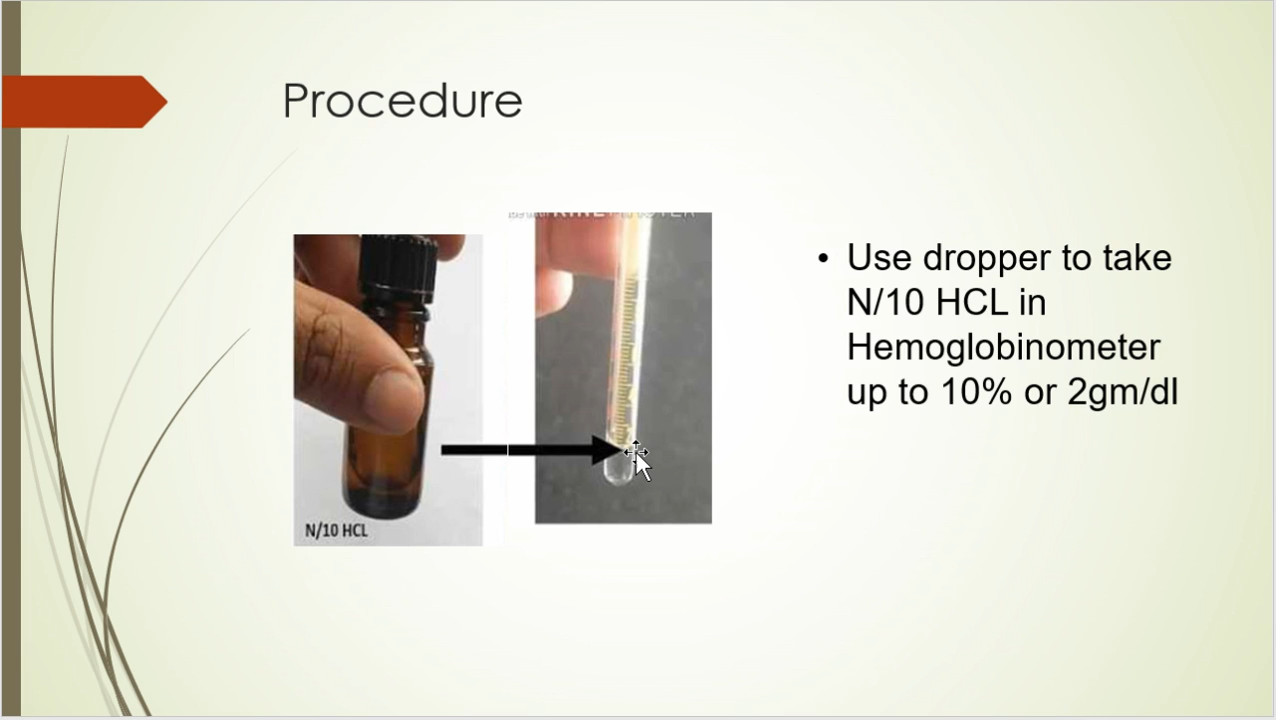 Procedure
N/10 HCL
• Use dropper to take
N/10 HCL in
Hemoglobinometer
up to 10% or 2gm/dl